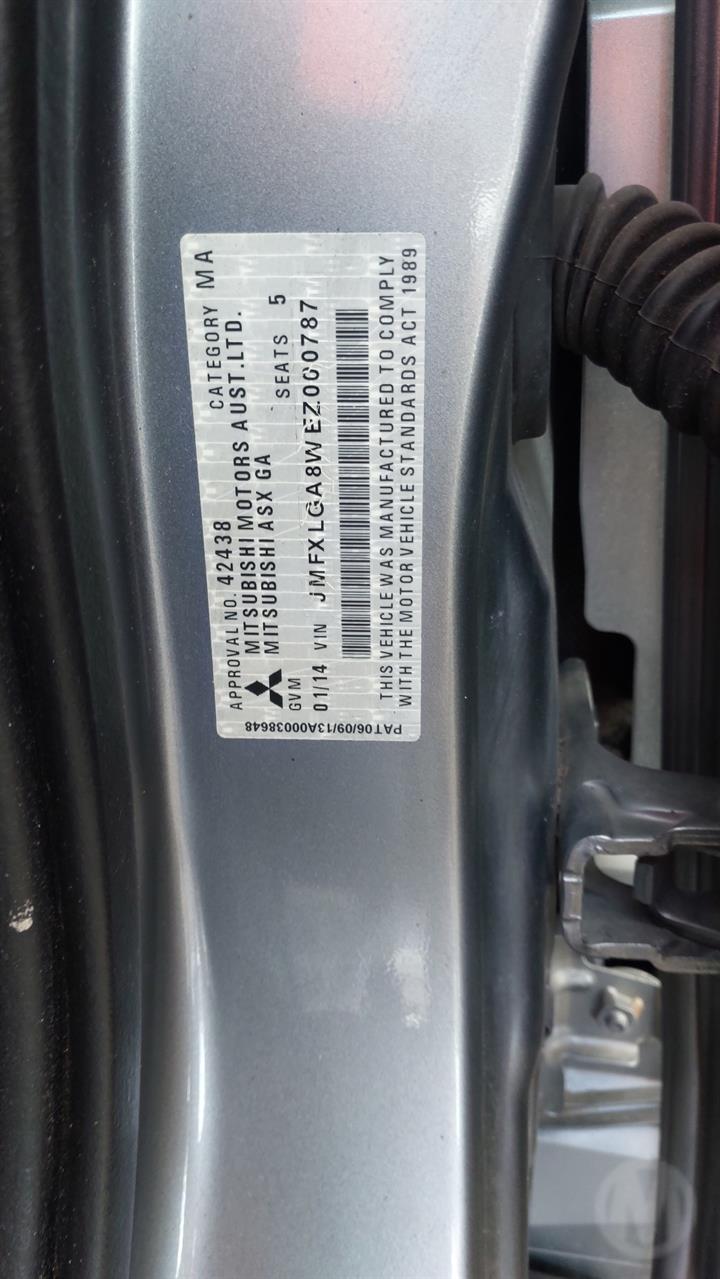 APPROVAL NO. 42438 CATEGORY MA
MITSUBISHI MOTORS AUST.LTD.
MITSUBISHI ASX GA
GVM SEATS 5
01/14 VIN JMFXLGA8WEZ000787
THIS VEHICLE WAS MANUFACTURED TO COMPLY
WITH THE MOTOR VEHICLE STANDARDS ACT 1989
PAT06/09/13A00038648
M